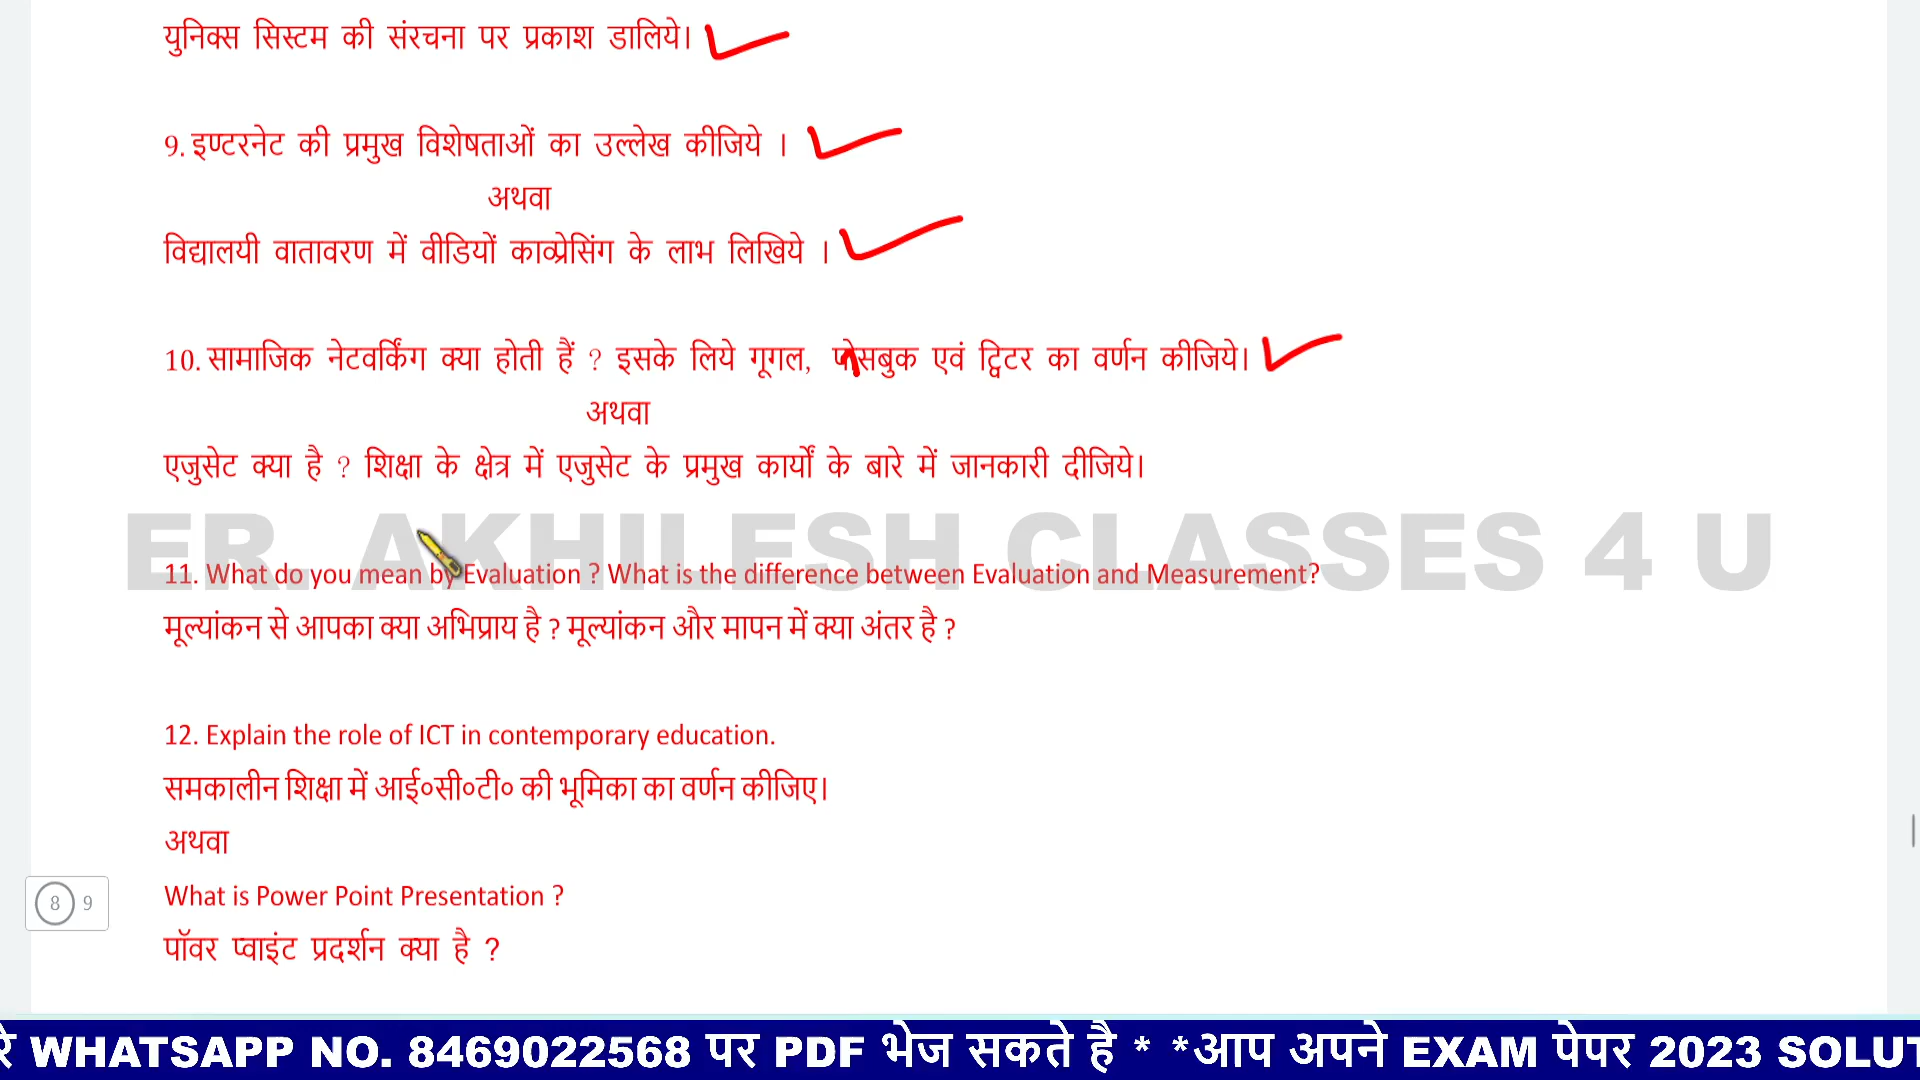 युनिक्स सिस्टम की संरचना पर प्रकाश डालिये।
9. इण्टरनेट की प्रमुख विशेषताओं का उल्लेख कीजिये ।
अथवा
विद्यालयी वातावरण में वीडियों काव्प्रेसिंग के लाभ लिखिये ।
10. सामाजिक नेटवर्किंग क्या होती हैं ? इसके लिये गूगल, एवं ट्विटर का वर्णन कीजिये।
अथवा
एजुसेट क्या है ? शिक्षा के क्षेत्र में एजुसेट के प्रमुख कार्यों के बारे में जानकारी दीजिये।
ER. AKHILESH CLASSES 4 U
11. What do you mean by Evaluation ? What is the difference between Evaluation and Measurement?
मूल्यांकन से आपका क्या अभिप्राय है ? मूल्यांकन और मापन में क्या अंतर है ?
12. Explain the role of ICT in contemporary education.
समकालीन शिक्षा में आई०सी०टी० की भूमिका का वर्णन कीजिए।
अथवा
What is Power Point Presentation ?
8 9
पॉवर प्वाइंट प्रदर्शन क्या है ?
रे WHATSAPP NO. 8469022568 पर PDF भेज सकते है * *आप अपने EXAM पेपर 2023 SOLUT